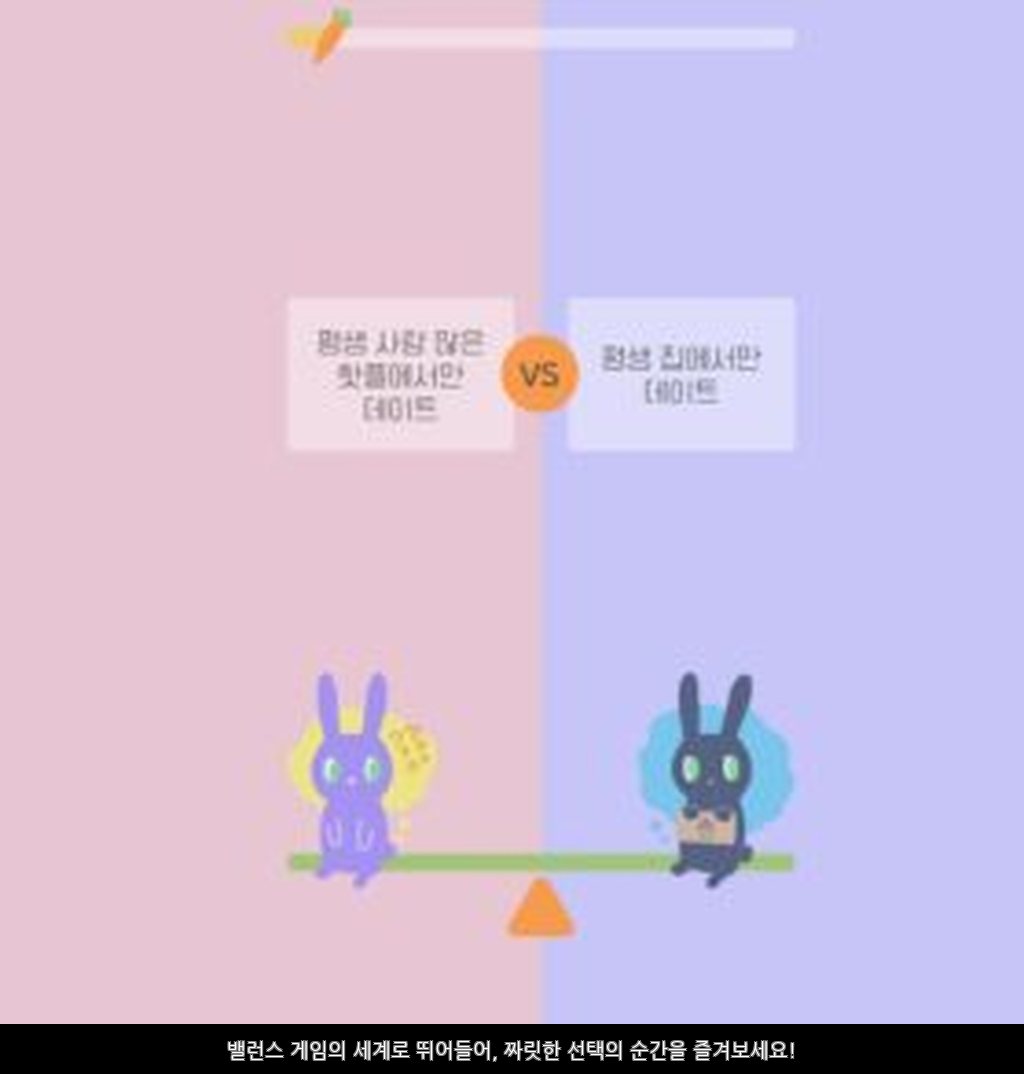 평생 사람 많은
핫플에서만
데이트
VS
평생 집에서만
데이트
밸런스 게임의 세계로 뛰어들어, 짜릿한 선택의 순간을 즐겨보세요!